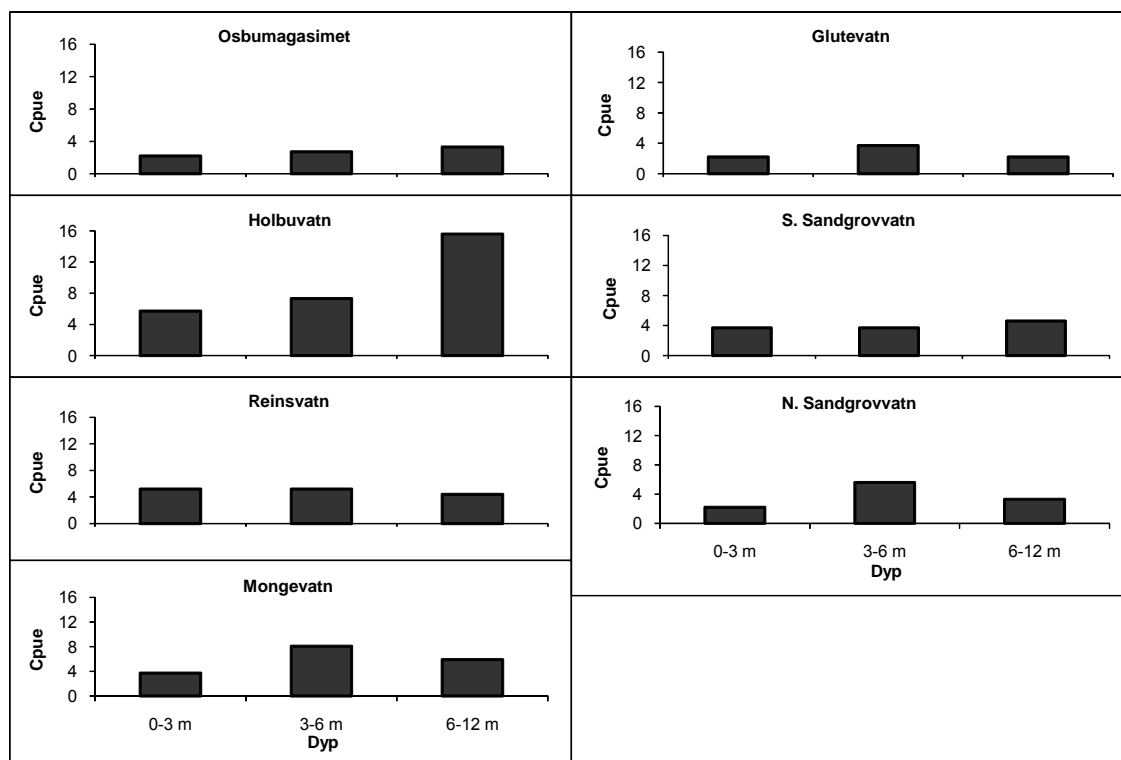 Osbumagasimet
16
12
8
4
0
Cpue
Holbuvatn
16
12
8
4
0
Cpue
Reinsvatn
16
12
8
4
0
Cpue
Mongevatn
16
12
8
4
0
Cpue
0-3 m 3-6 m 6-12 m
Dyp
Glutevatn
16
12
8
4
0
Cpue
S. Sandgrovvatn
16
12
8
4
0
Cpue
N. Sandgrovvatn
16
12
8
4
0
Cpue
0-3 m 3-6 m 6-12 m
Dyp